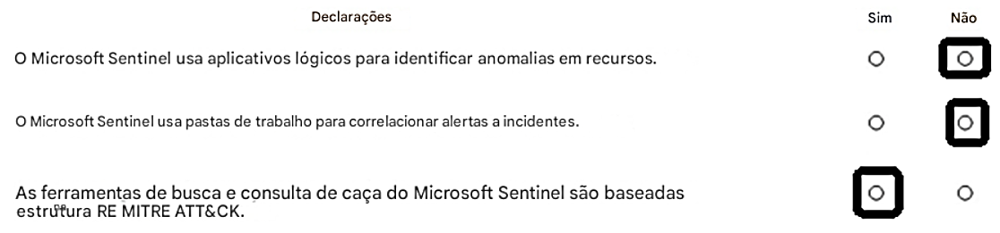 Declarações Sim Não
O Microsoft Sentinel usa aplicativos lógicos para identificar anomalias em recursos.
O Microsoft Sentinel usa pastas de trabalho para correlacionar alertas a incidentes.
As ferramentas de busca e consulta de caça do Microsoft Sentinel são baseadas
estrutura RE MITRE ATT&CK.